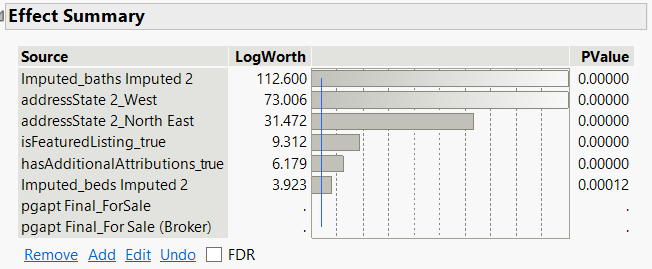 Effect Summary
Source LogWorth PValue
Imputed_baths Imputed 2 112.600 0.00000
addressState 2_West 73.006 0.00000
addressState 2_North East 31.472 0.00000
isFeaturedListing_true 9.312 0.00000
hasAdditionalAttributions_true 6.179 0.00000
Imputed_beds Imputed 2 3.923 0.00012
pgapt Final_ForSale . .
pgapt Final_For Sale (Broker) . .
Remove Add Edit Undo FDR